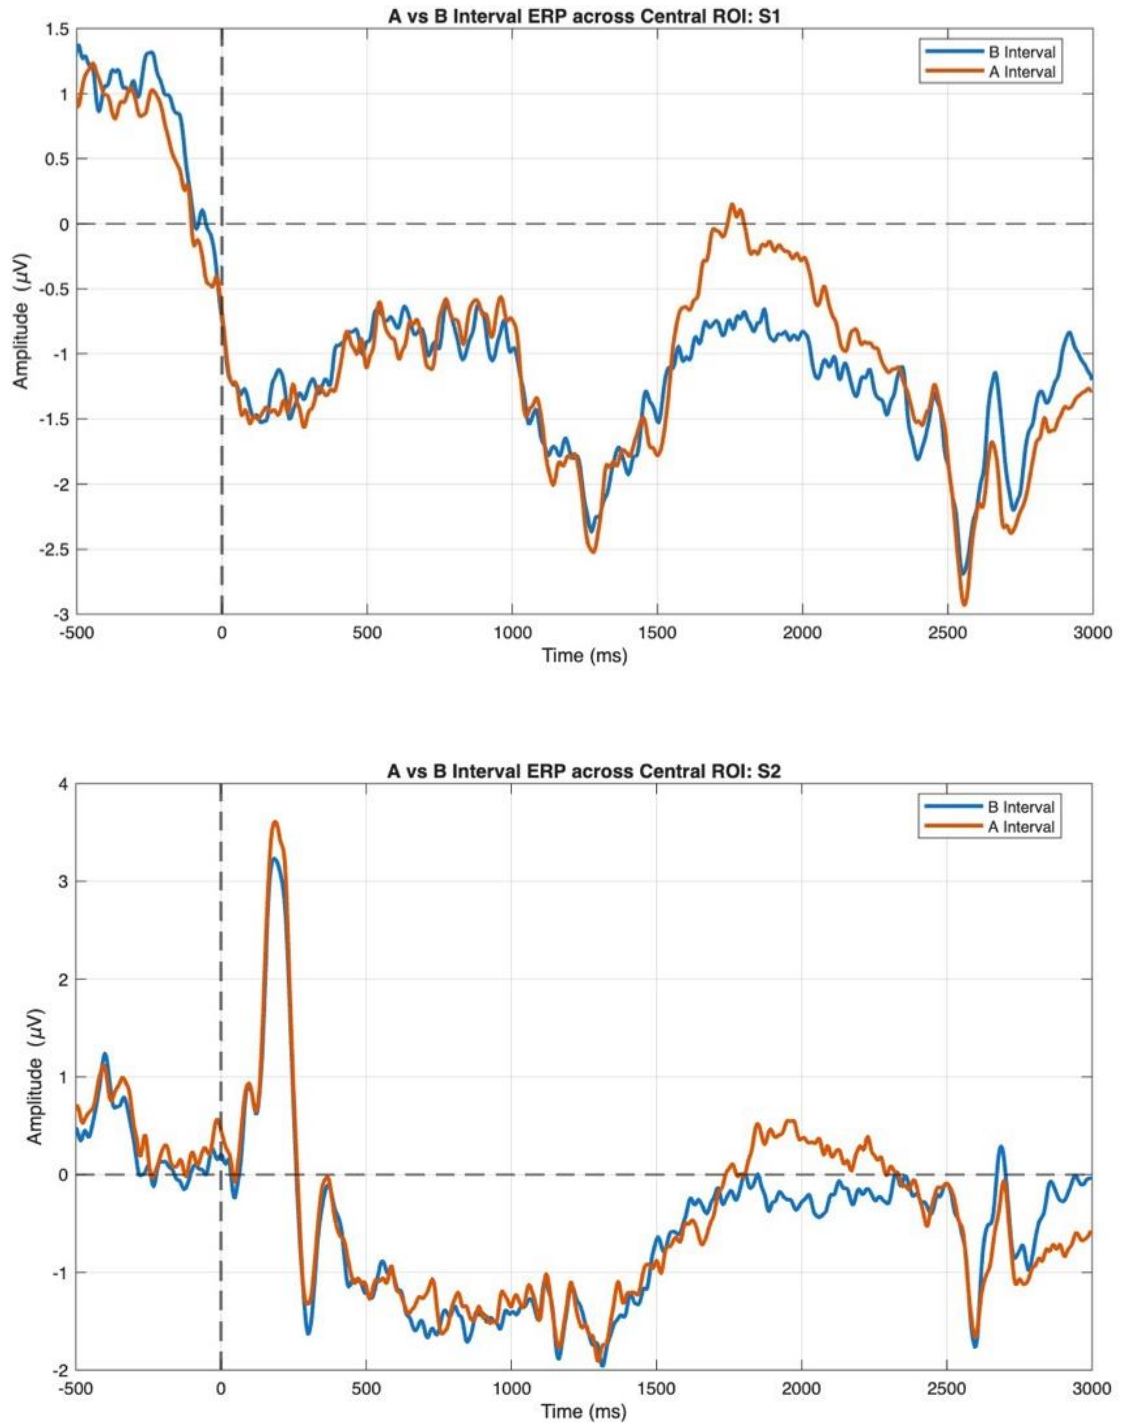 A vs B Interval ERP across Central ROI: S1
1.5
1
0.5
0
-0.5
-1
-1.5
-2
-2.5
-3
Amplitude (μV)
B Interval
A Interval
-500 0 500 1000 1500 2000 2500 3000
Time (ms)
A vs B Interval ERP across Central ROI: S2
4
3
2
1
0
-1
-2
Amplitude (μV)
B Interval
A Interval
-500 0 500 1000 1500 2000 2500 3000
Time (ms)